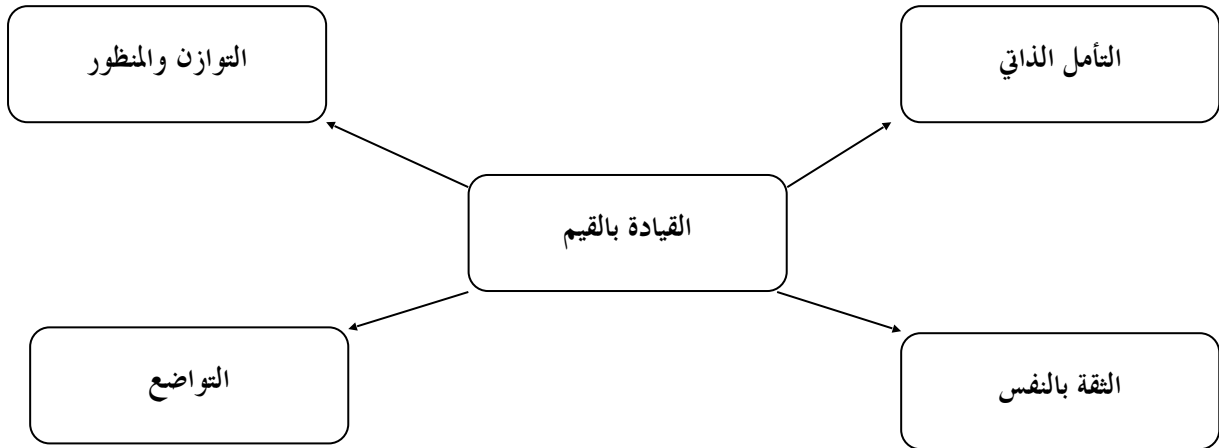 التأمل الذاتي
التوازن والمنظور
القيادة بالقيم
الثقة بالنفس
التواضع